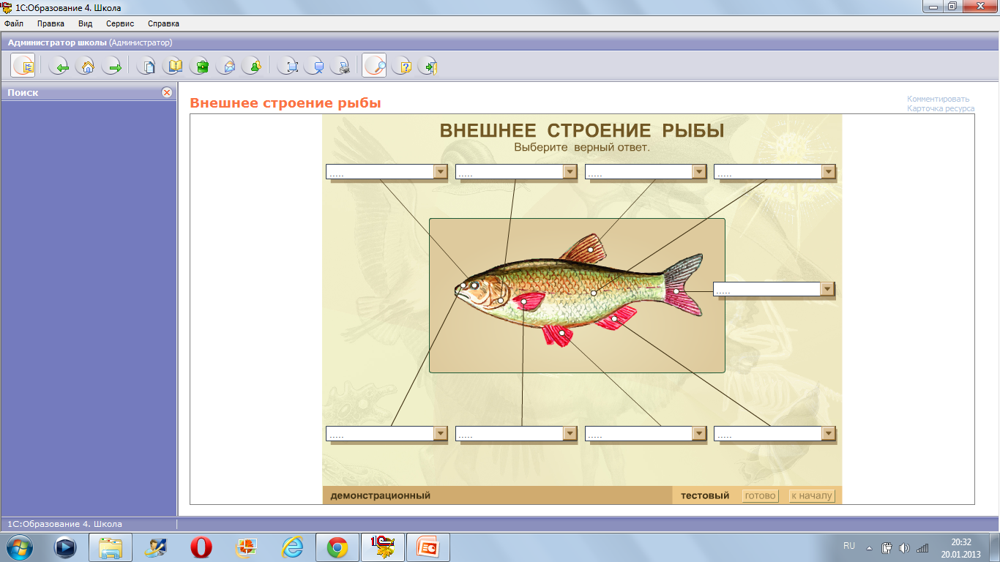 1С:Образование 4. Школа
Файл Правка Вид Сервис Справка
Администратор школы (Администратор)
Поиск
Внешнее строение рыбы
Комментировать
Карточка ресурса
ВНЕШНЕЕ СТРОЕНИЕ РЫБЫ
Выберите верный ответ.
..... ..... ..... .....
.....
..... ..... ..... .....
демонстрационный тестовый готово к началу
1С:Образование 4. Школа
RU 20:32
20.01.2013